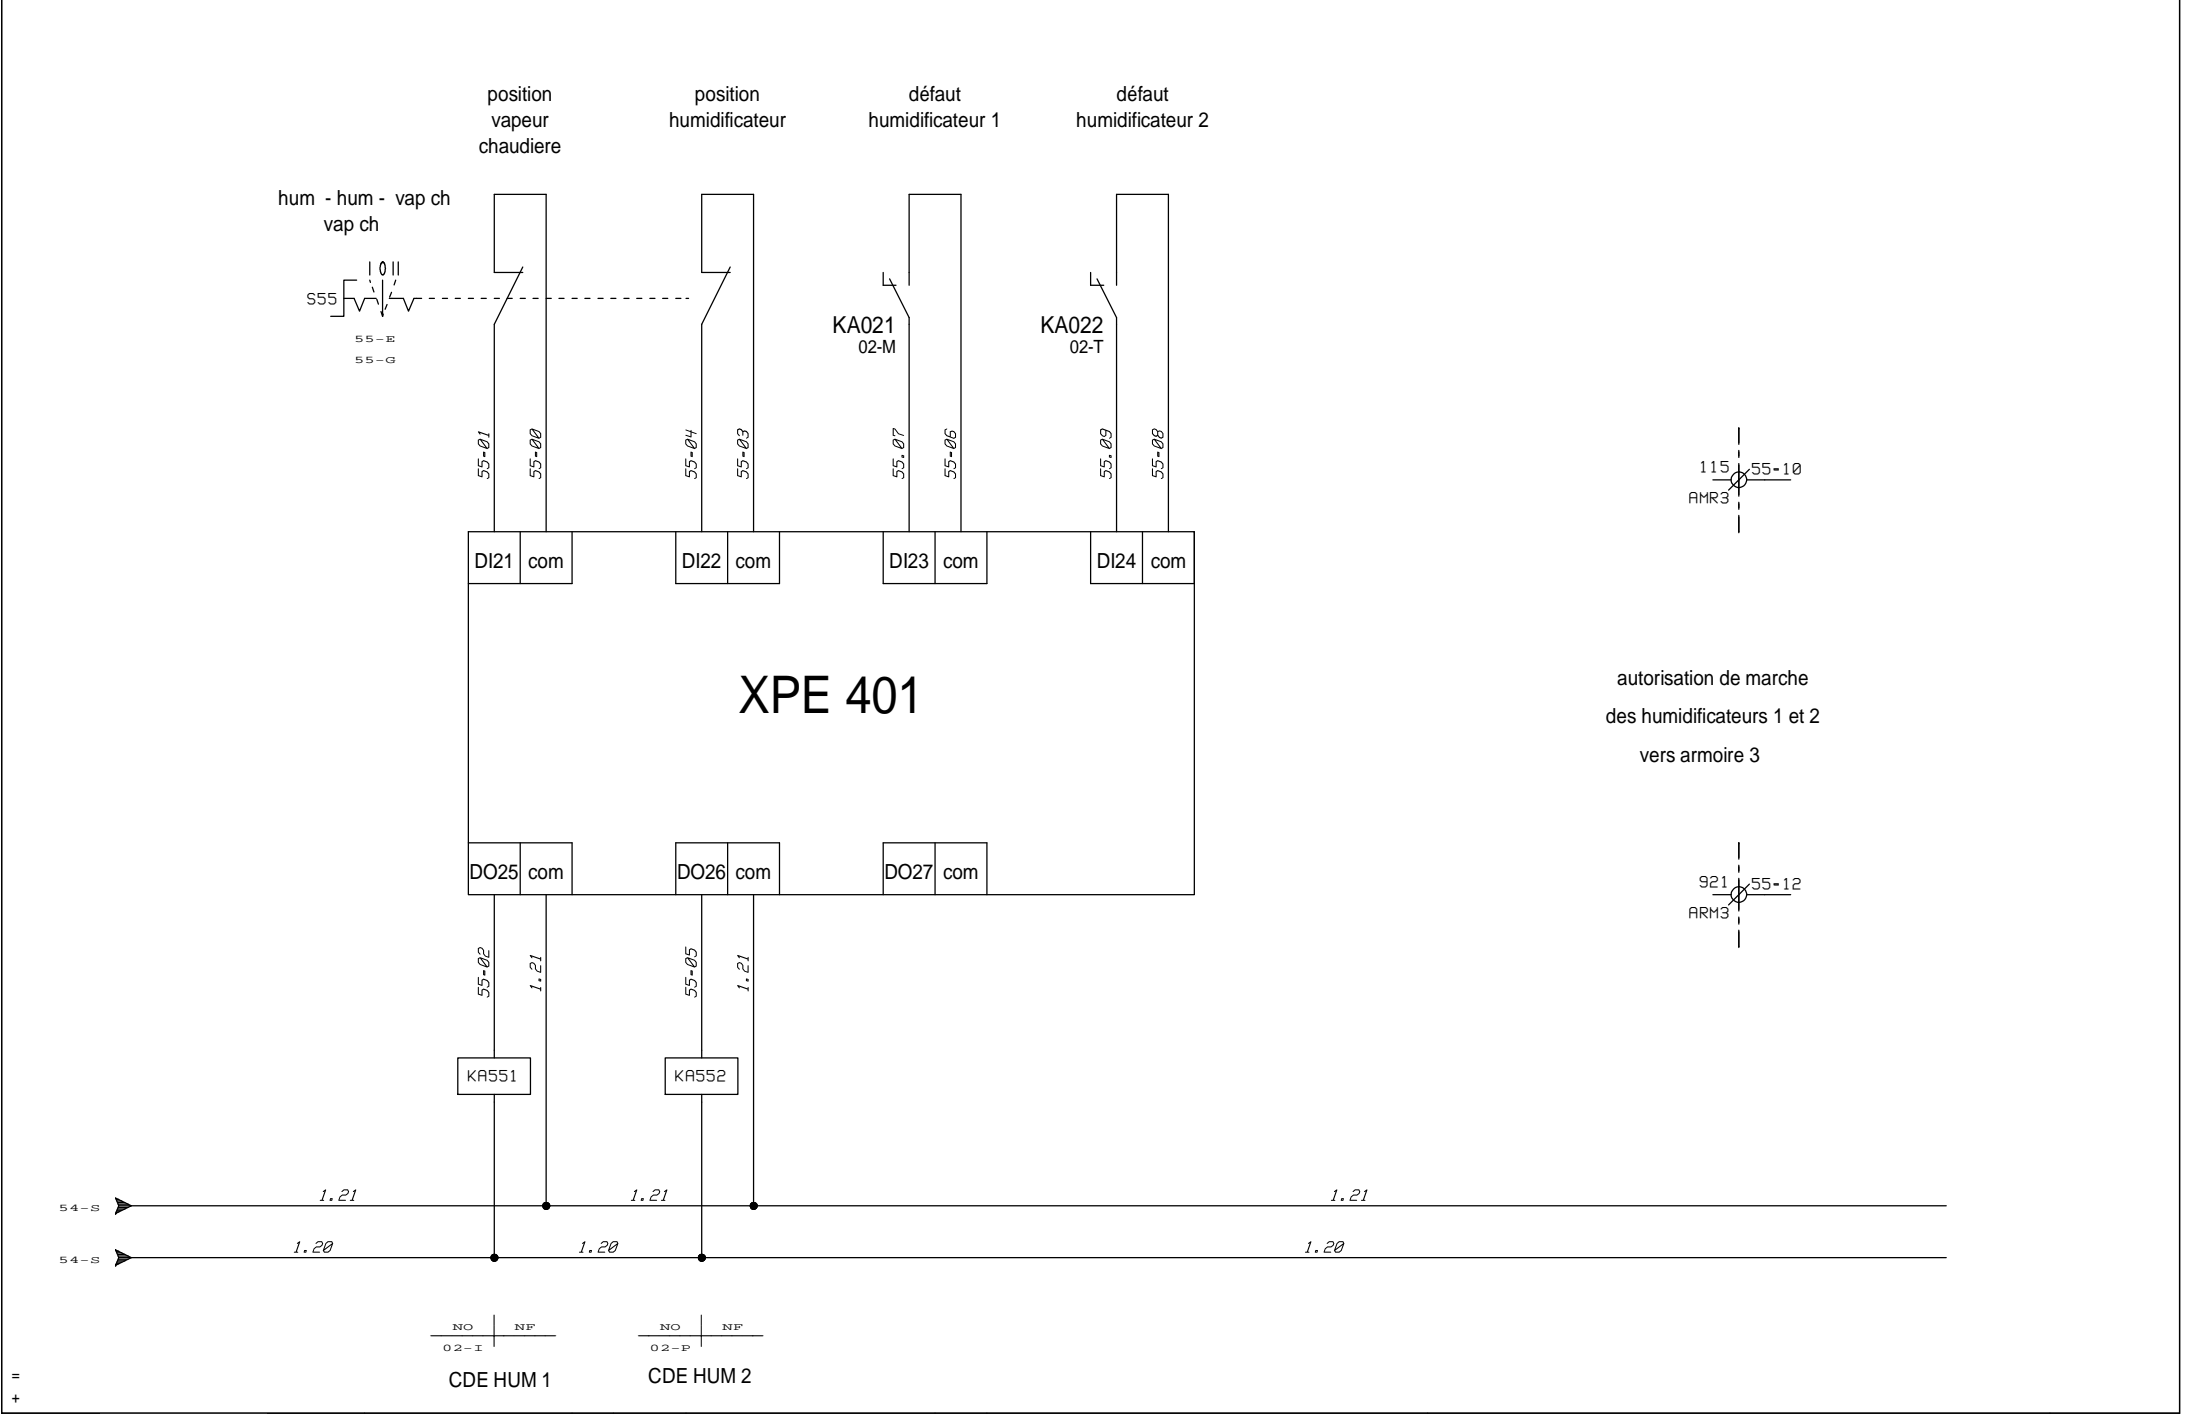 position
vapeur
chaudiere
position
humidificateur
défaut
humidificateur 1
défaut
humidificateur 2
hum - hum - vap ch
vap ch
I O II
S55
55-E
55-G
KA021
02-M
KA022
02-T
55-01
55-00
55-04
55-03
55.07
55-06
55.09
55-08
115
55-10
AMR3
DI21
com
DI22
com
DI23
com
DI24
com
XPE 401
autorisation de marche
des humidificateurs 1 et 2
vers armoire 3
DO25
com
DO26
com
DO27
com
921
55-12
ARM3
55-02
1.21
55-05
1.21
KA551
KA552
54-S
1.21
1.21
1.21
54-S
1.20
1.20
1.20
NO
NF
02-I
CDE HUM 1
NO
NF
02-P
CDE HUM 2
=
+